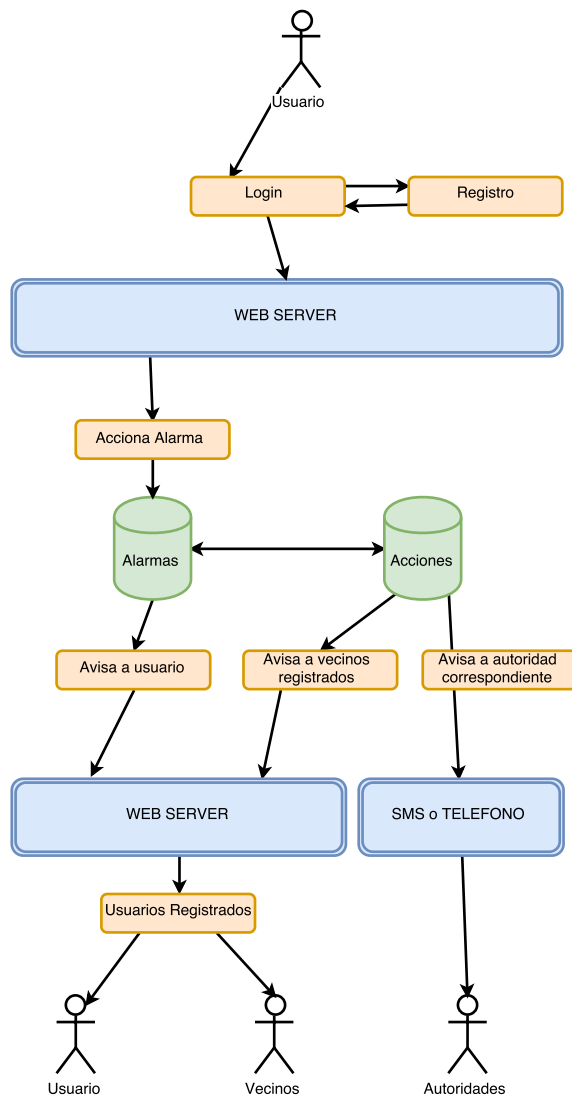 Usuario
Login
Registro
WEB SERVER
Acciona Alarma
Alarmas
Acciones
Avisa a usuario
Avisa a vecinos
registrados
Avisa a autoridad
correspondiente
WEB SERVER
SMS o TELEFONO
Usuarios Registrados
Usuario
Vecinos
Autoridades